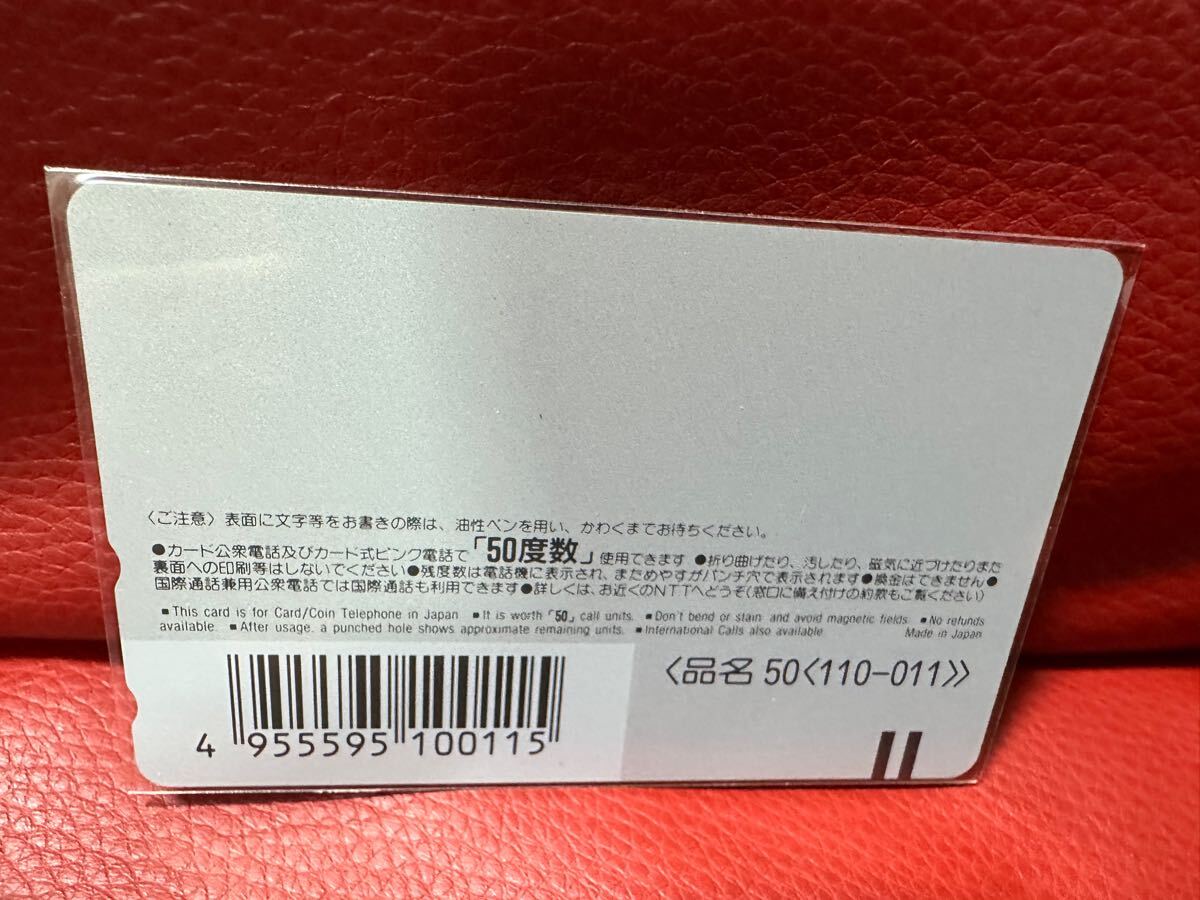 〈ご注意〉表面に文字等をお書きの際は、油性ペンを用い、かわくまでお待ちください。
●カード公衆電話及びカード式ピンク電話で「50度数」使用できます ●折り曲げたり、汚したり、磁気に近づけたりまた
裏面への印刷等はしないでください●残度数は電話機に表示され、まためやすがパンチ穴で表示されます●換金はできません●
国際通話兼用公衆電話では国際通話も利用できます●詳しくは、お近くのNTTへどうぞ(窓口に備え付けの約款もご覧ください)
■This card is for Card/Coin Telephone in Japan ■It is worth「50」call units. ■Don't bend or stain and avoid magnetic fields. ■No refunds
available. ■After usage, a punched hole shows approximate remaining units. ■International Calls also available Made in Japan
〈品名 50〈110-011〉〉
4 955595 100115